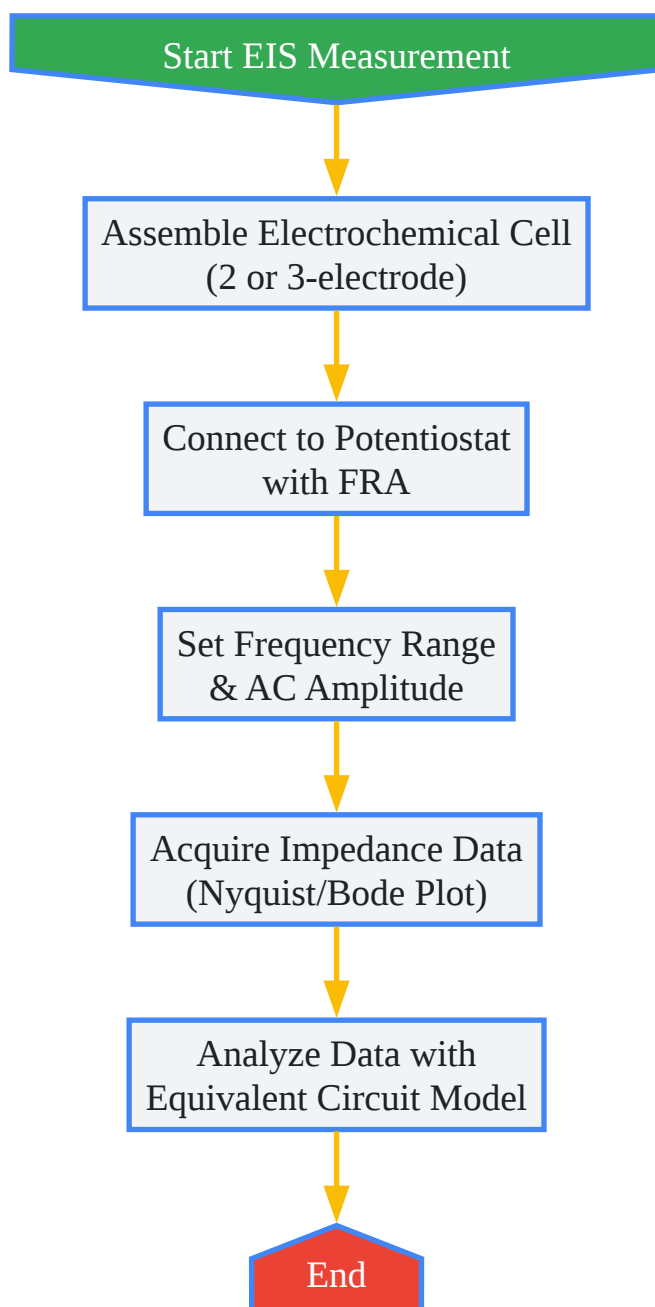 Start EIS Measurement
Assemble Electrochemical Cell
(2 or 3-electrode)
Connect to Potentiostat
with FRA
Set Frequency Range
& AC Amplitude
Acquire Impedance Data
(Nyquist/Bode Plot)
Analyze Data with
Equivalent Circuit Model
End